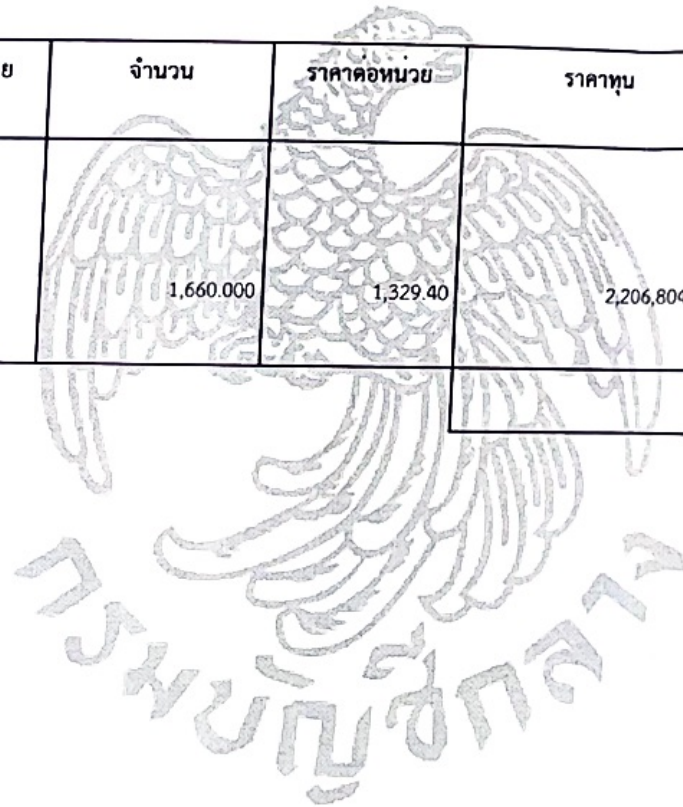 ย จำนวน ราคาต่อหน่วย ราคาทุน
1,660.000 1,329.40 2,206,804
กรมบัญชีกลาง